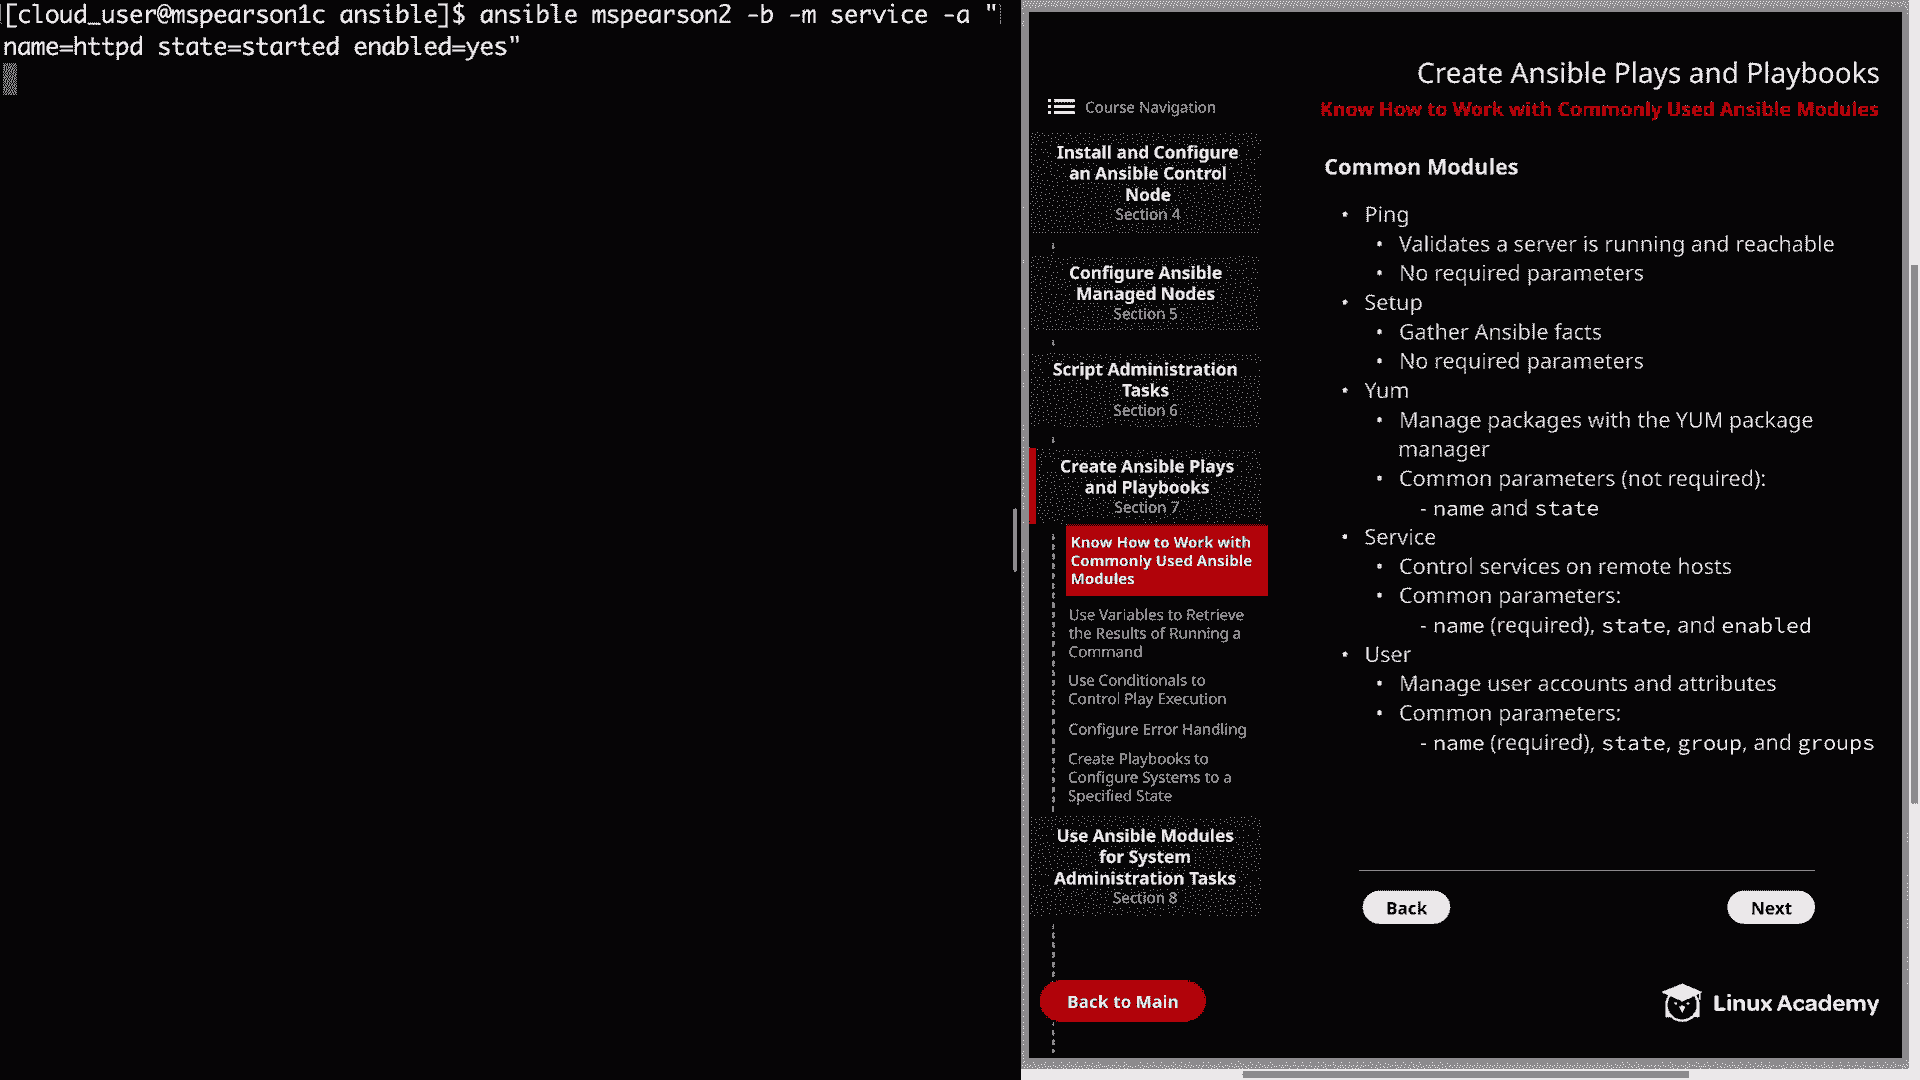 [cloud_user@mspearson1c ansible]$ ansible mspearson2 -b -m service -a "
name=httpd state=started enabled=yes"
Create Ansible Plays and Playbooks
Know How to Work with Commonly Used Ansible Modules
Course Navigation
Install and Configure
an Ansible Control
Node
Section 4
Configure Ansible
Managed Nodes
Section 5
Script Administration
Tasks
Section 6
Create Ansible Plays
and Playbooks
Section 7
Know How to Work with
Commonly Used Ansible
Modules
Use Variables to Retrieve
the Results of Running a
Command
Use Conditionals to
Control Play Execution
Configure Error Handling
Create Playbooks to
Configure Systems to a
Specified State
Use Ansible Modules
for System
Administration Tasks
Section 8
Back to Main
Common Modules
• Ping
• Validates a server is running and reachable
• No required parameters
• Setup
• Gather Ansible facts
• No required parameters
• Yum
• Manage packages with the YUM package
manager
• Common parameters (not required):
- name and state
• Service
• Control services on remote hosts
• Common parameters:
- name (required), state, and enabled
• User
• Manage user accounts and attributes
• Common parameters:
- name (required), state, group, and groups
Back
Next
Linux Academy